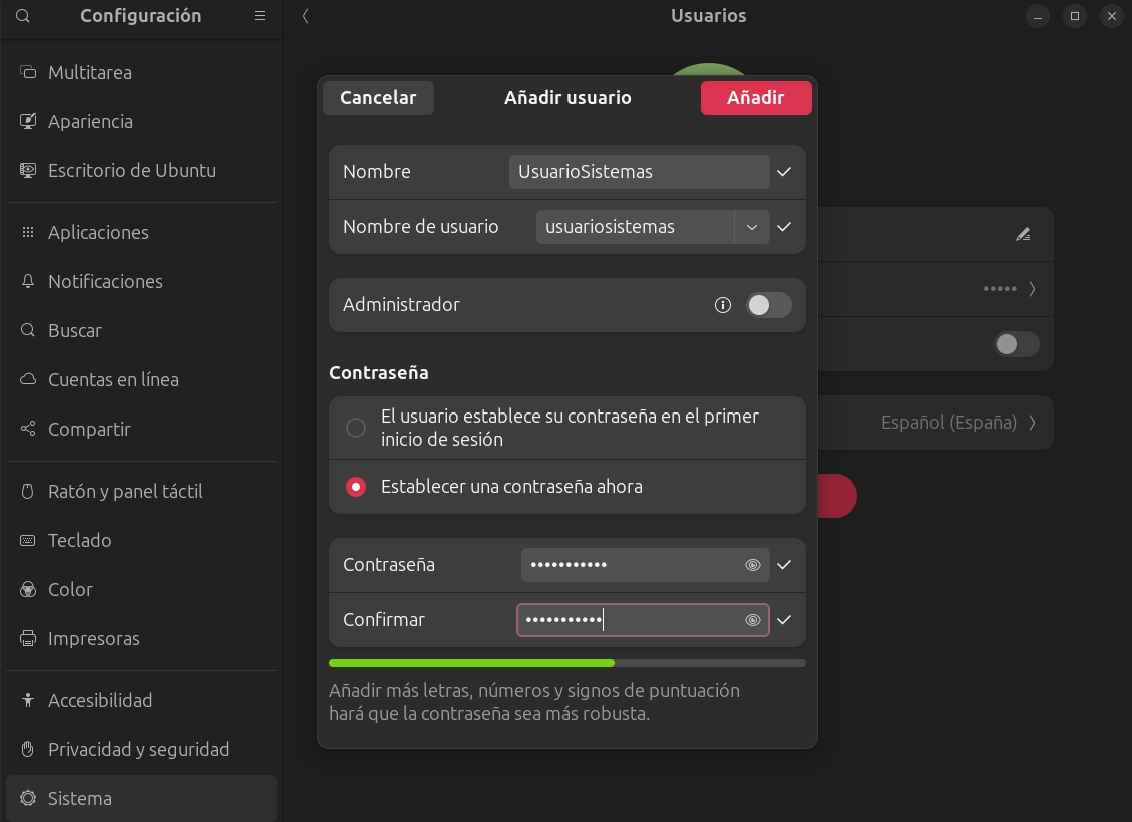 Configuración
Usuarios
Multitarea
Apariencia
Escritorio de Ubuntu
Aplicaciones
Notificaciones
Buscar
Cuentas en línea
Compartir
Ratón y panel táctil
Teclado
Color
Impresoras
Accesibilidad
Privacidad y seguridad
Sistema
Cancelar
Añadir usuario
Añadir
Nombre
UsuarioSistemas
Nombre de usuario
usuariosistemas
Administrador
Contraseña
El usuario establece su contraseña en el primer
inicio de sesión
Establecer una contraseña ahora
Contraseña
Confirmar
Añadir más letras, números y signos de puntuación
hará que la contraseña sea más robusta.
Español (España)